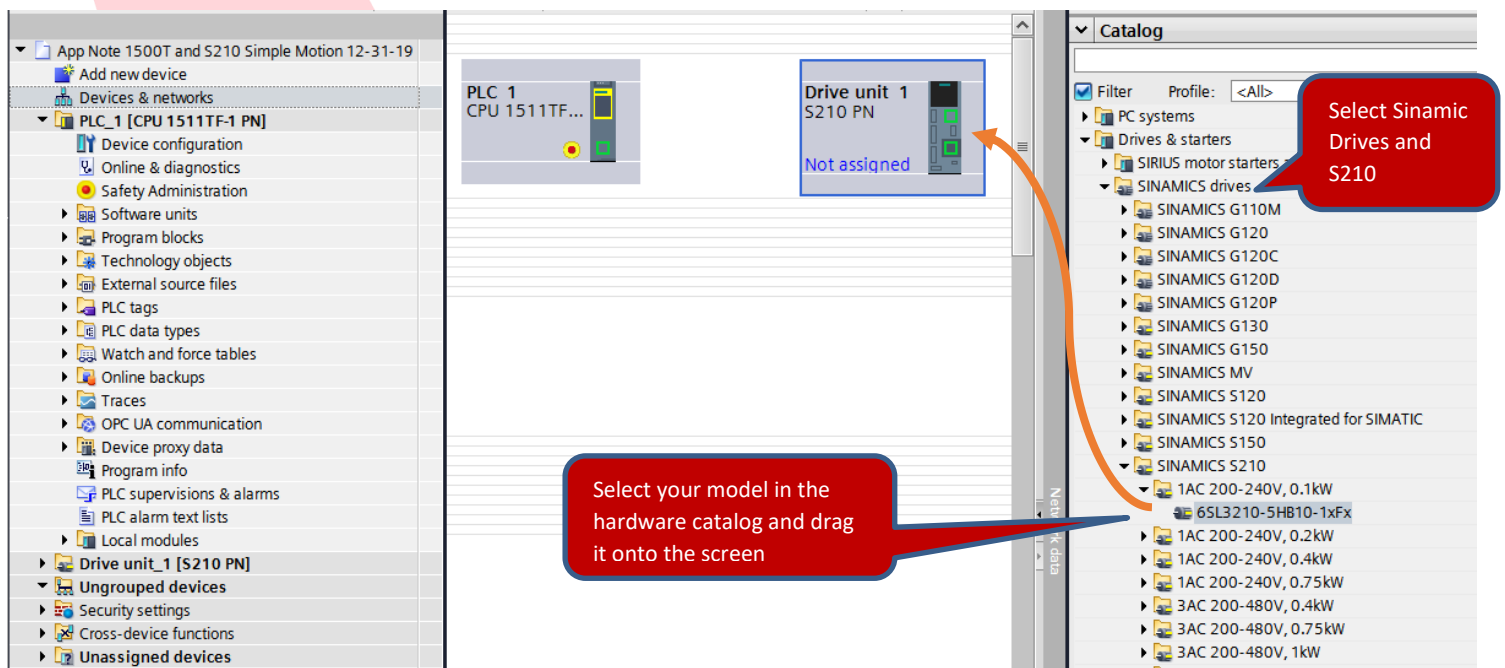 App Note 1500T and S210 Simple Motion 12-31-19
Add new device
Devices & networks
PLC_1 [CPU 1511TF-1 PN]
Device configuration
Online & diagnostics
Safety Administration
Software units
Program blocks
Technology objects
External source files
PLC tags
PLC data types
Watch and force tables
Online backups
Traces
OPC UA communication
Device proxy data
Program info
PLC supervisions & alarms
PLC alarm text lists
Local modules
Drive unit_1 [S210 PN]
Ungrouped devices
Security settings
Cross-device functions
Unassigned devices
PLC_1
CPU 1511TF...
Drive unit_1
S210 PN
Not assigned
Select your model in the
hardware catalog and drag
it onto the screen
Catalog
Filter Profile: <All>
PC systems
Drives & starters
SIRIUS motor starters
SINAMICS drives
SINAMICS G110M
SINAMICS G120
SINAMICS G120C
SINAMICS G120D
SINAMICS G120P
SINAMICS G130
SINAMICS G150
SINAMICS MV
SINAMICS S120
SINAMICS S120 Integrated for SIMATIC
SINAMICS S150
SINAMICS S210
1AC 200-240V, 0.1kW
6SL3210-5HB10-1xFx
1AC 200-240V, 0.2kW
1AC 200-240V, 0.4kW
1AC 200-240V, 0.75kW
3AC 200-480V, 0.4kW
3AC 200-480V, 0.75kW
3AC 200-480V, 1kW
Select Sinamic
Drives and
S210